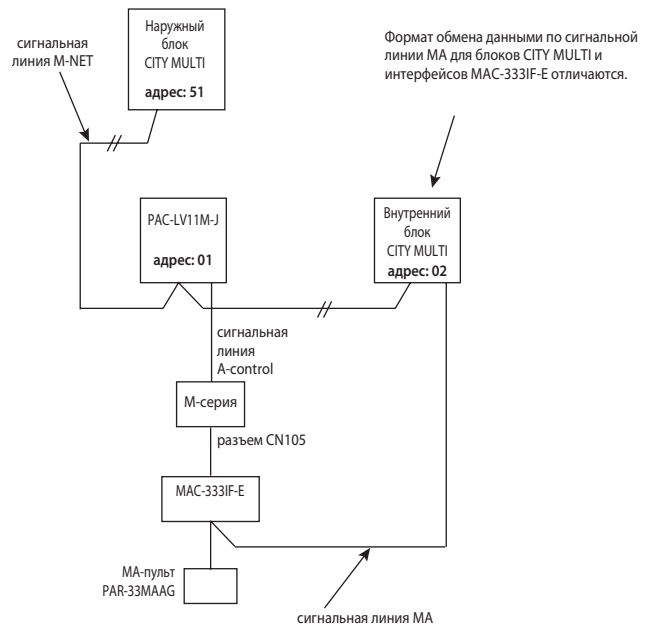 сигнальная
линия M-NET
Наружный
блок
CITY MULTI
адрес: 51
Формат обмена данными по сигнальной
линии МА для блоков CITY MULTI и
интерфейсов MAC-333IF-E отличаются.
PAC-LV11M-J
адрес: 01
Внутренний
блок
CITY MULTI
адрес: 02
сигнальная
линия
A-control
М-серия
разъем CN105
MAC-333IF-E
МА-пульт
PAR-33MAAG
сигнальная линия МА